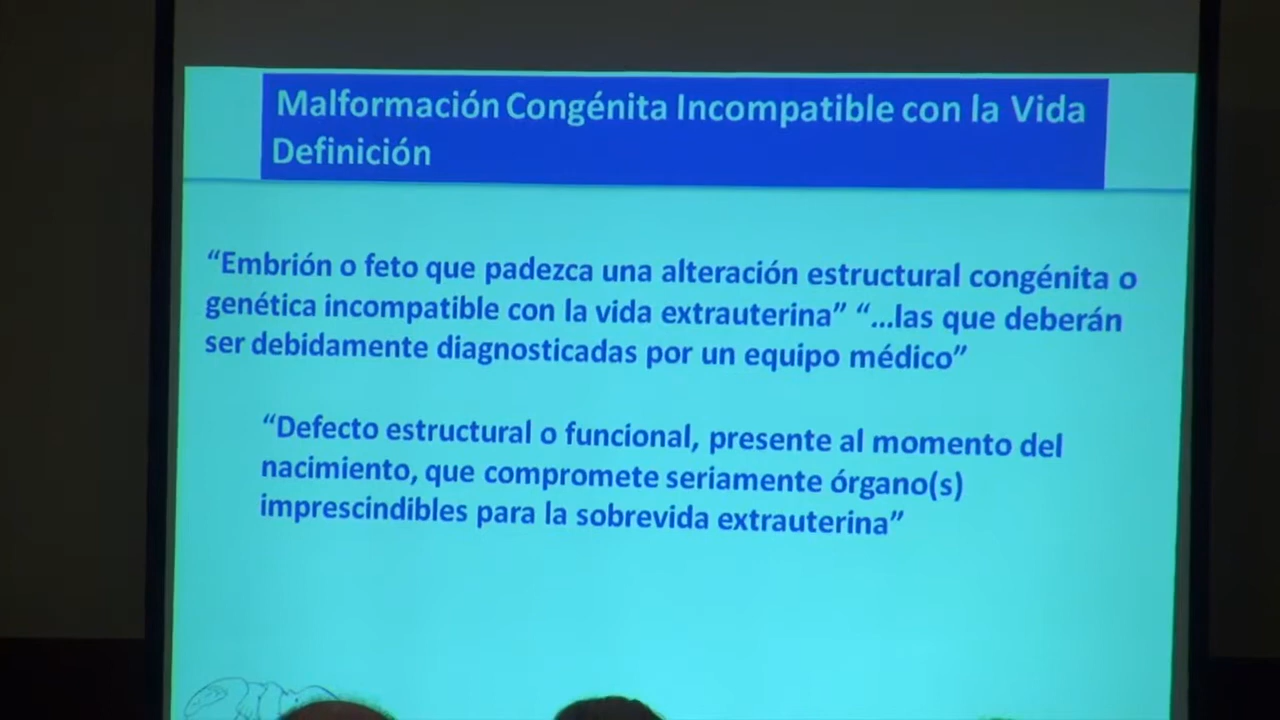 Malformación Congénita Incompatible con la Vida
Definición
“Embrión o feto que padezca una alteración estructural congénita o
genética incompatible con la vida extrauterina” “...las que deberán
ser debidamente diagnosticadas por un equipo médico”
“Defecto estructural o funcional, presente al momento del
nacimiento, que compromete seriamente órgano(s)
imprescindibles para la sobrevida extrauterina”